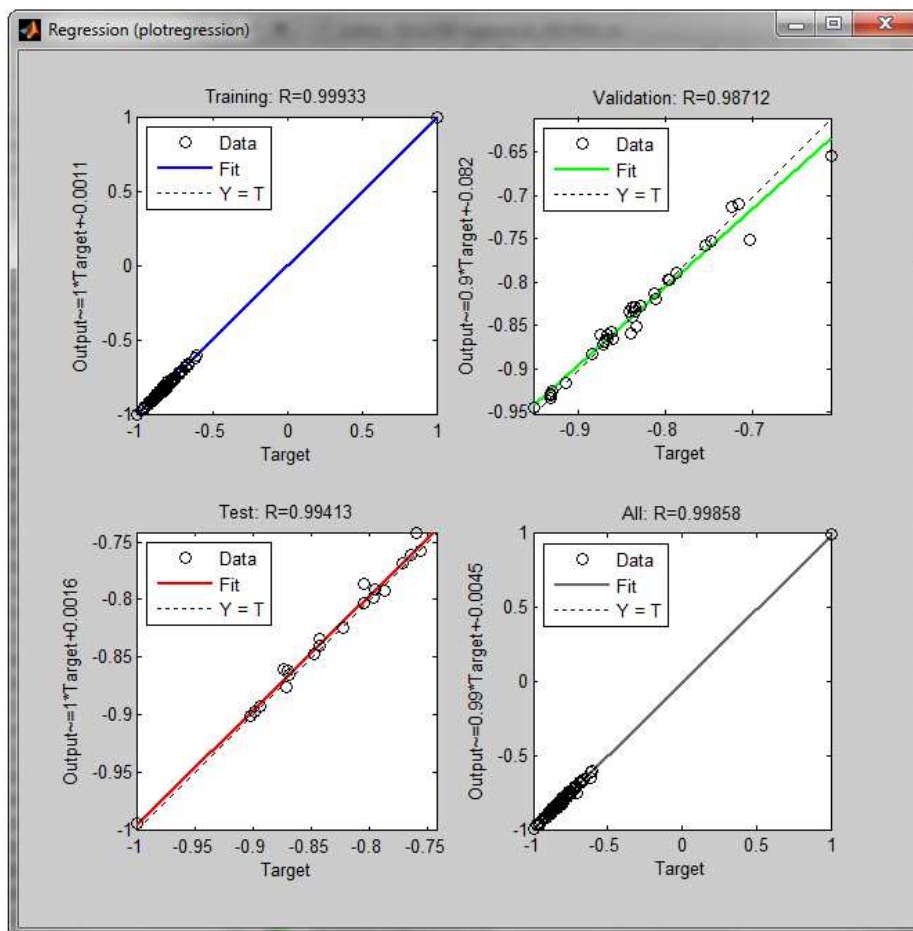 Regression (plotregression)
Training: R=0.99933
Output~=1*Target+-0.0011
1
0.5
0
-0.5
-1
Data
Fit
Y = T
-1
-0.5
0
0.5
1
Target
Validation: R=0.98712
Output~=0.9*Target+-0.082
-0.65
-0.7
-0.75
-0.8
-0.85
-0.9
-0.95
Data
Fit
Y = T
-0.9
-0.8
-0.7
Target
Test: R=0.99413
Output~=1*Target+0.0016
-0.75
-0.8
-0.85
-0.9
-0.95
-1
Data
Fit
Y = T
-1
-0.95
-0.9
-0.85
-0.8
-0.75
Target
All: R=0.99858
Output~=0.99*Target+-0.0045
1
0.5
0
-0.5
-1
Data
Fit
Y = T
-1
-0.5
0
0.5
1
Target